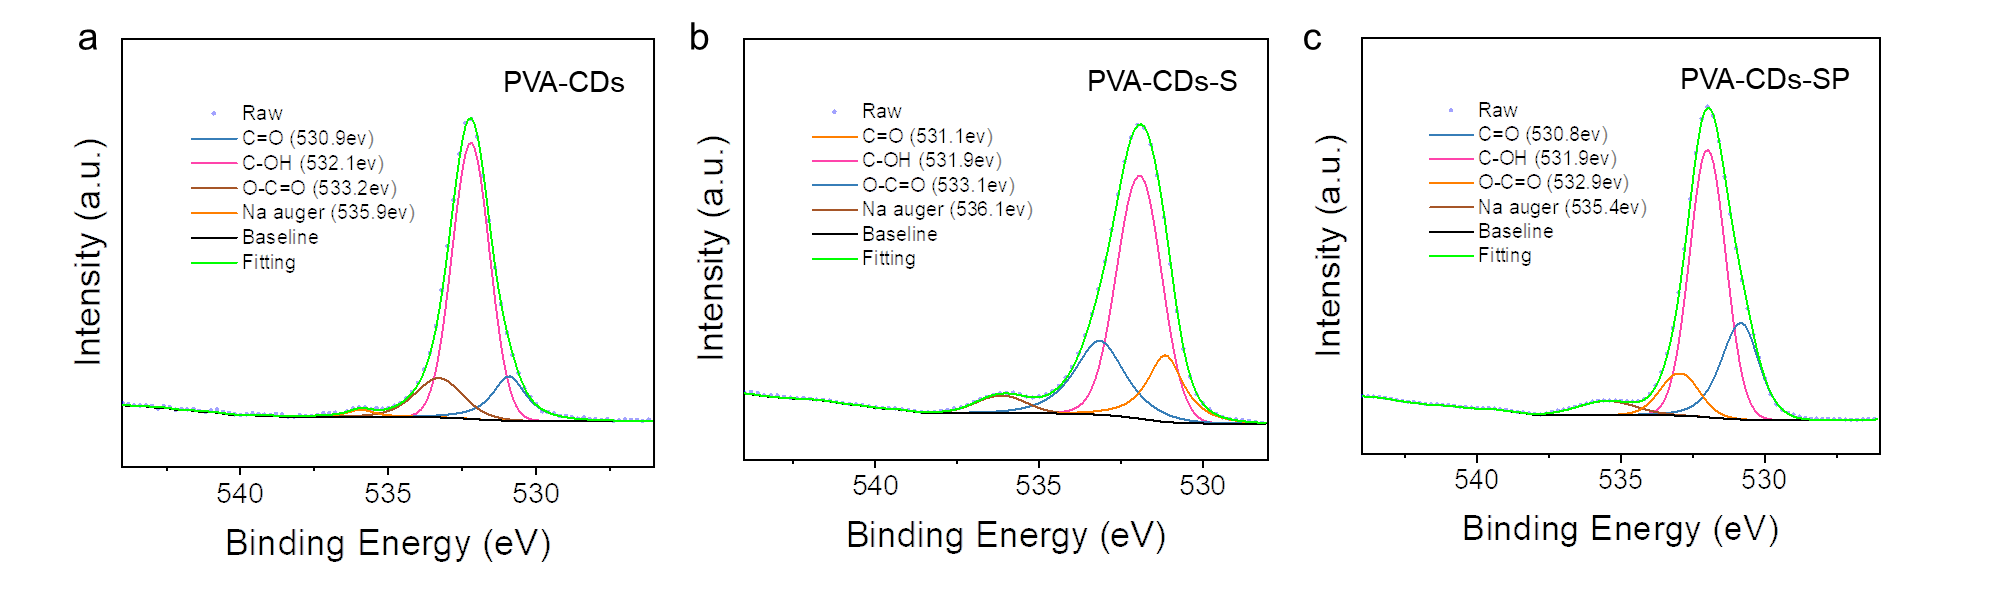 a
PVA-CDs
Raw
C=O (530.9ev)
C-OH (532.1ev)
O-C=O (533.2ev)
Na auger (535.9ev)
Baseline
Fitting
Intensity (a.u.)
540
535
530
Binding Energy (eV)
b
PVA-CDs-S
Raw
C=O (531.1ev)
C-OH (531.9ev)
O-C=O (533.1ev)
Na auger (536.1ev)
Baseline
Fitting
Intensity (a.u.)
540
535
530
Binding Energy (eV)
c
PVA-CDs-SP
Raw
C=O (530.8ev)
C-OH (531.9ev)
O-C=O (532.9ev)
Na auger (535.4ev)
Baseline
Fitting
Intensity (a.u.)
540
535
530
Binding Energy (eV)